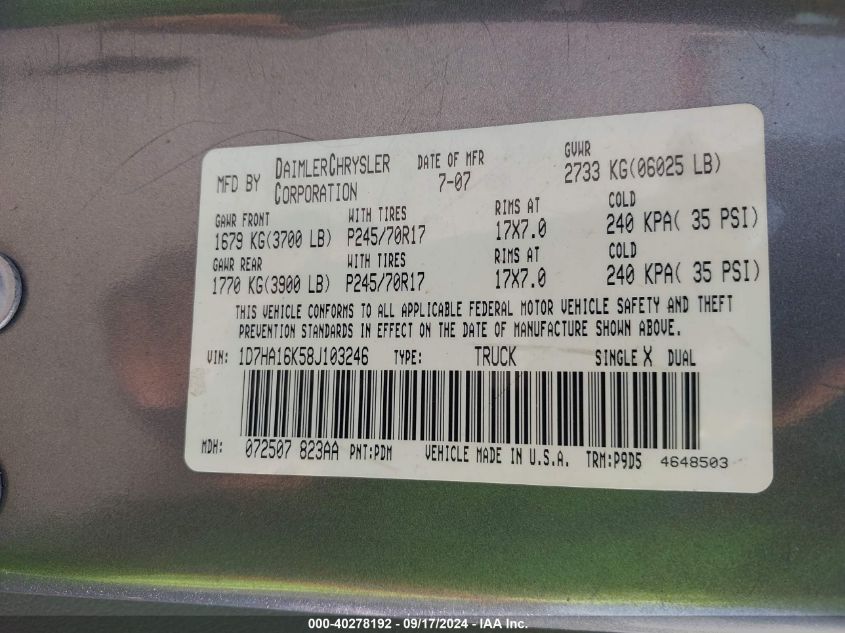 MFD BY DAIMLERCHRYSLER CORPORATION DATE OF MFR 7-07 GVWR 2733 KG(06025 LB)
GAWR FRONT WITH TIRES RIMS AT COLD
1679 KG(3700 LB) P245/70R17 17X7.0 240 KPA( 35 PSI)
GAWR REAR WITH TIRES RIMS AT COLD
1770 KG(3900 LB) P245/70R17 17X7.0 240 KPA( 35 PSI)
THIS VEHICLE CONFORMS TO ALL APPLICABLE FEDERAL MOTOR VEHICLE SAFETY AND THEFT
PREVENTION STANDARDS IN EFFECT ON THE DATE OF MANUFACTURE SHOWN ABOVE.
VIN: 1D7HA16K58J103246 TYPE: TRUCK SINGLE X DUAL
MDH: 072507 823AA PNT:PDM VEHICLE MADE IN U.S.A. TRM:P9D5 4648503
000-40278192 - 09/17/2024 - IAA Inc.